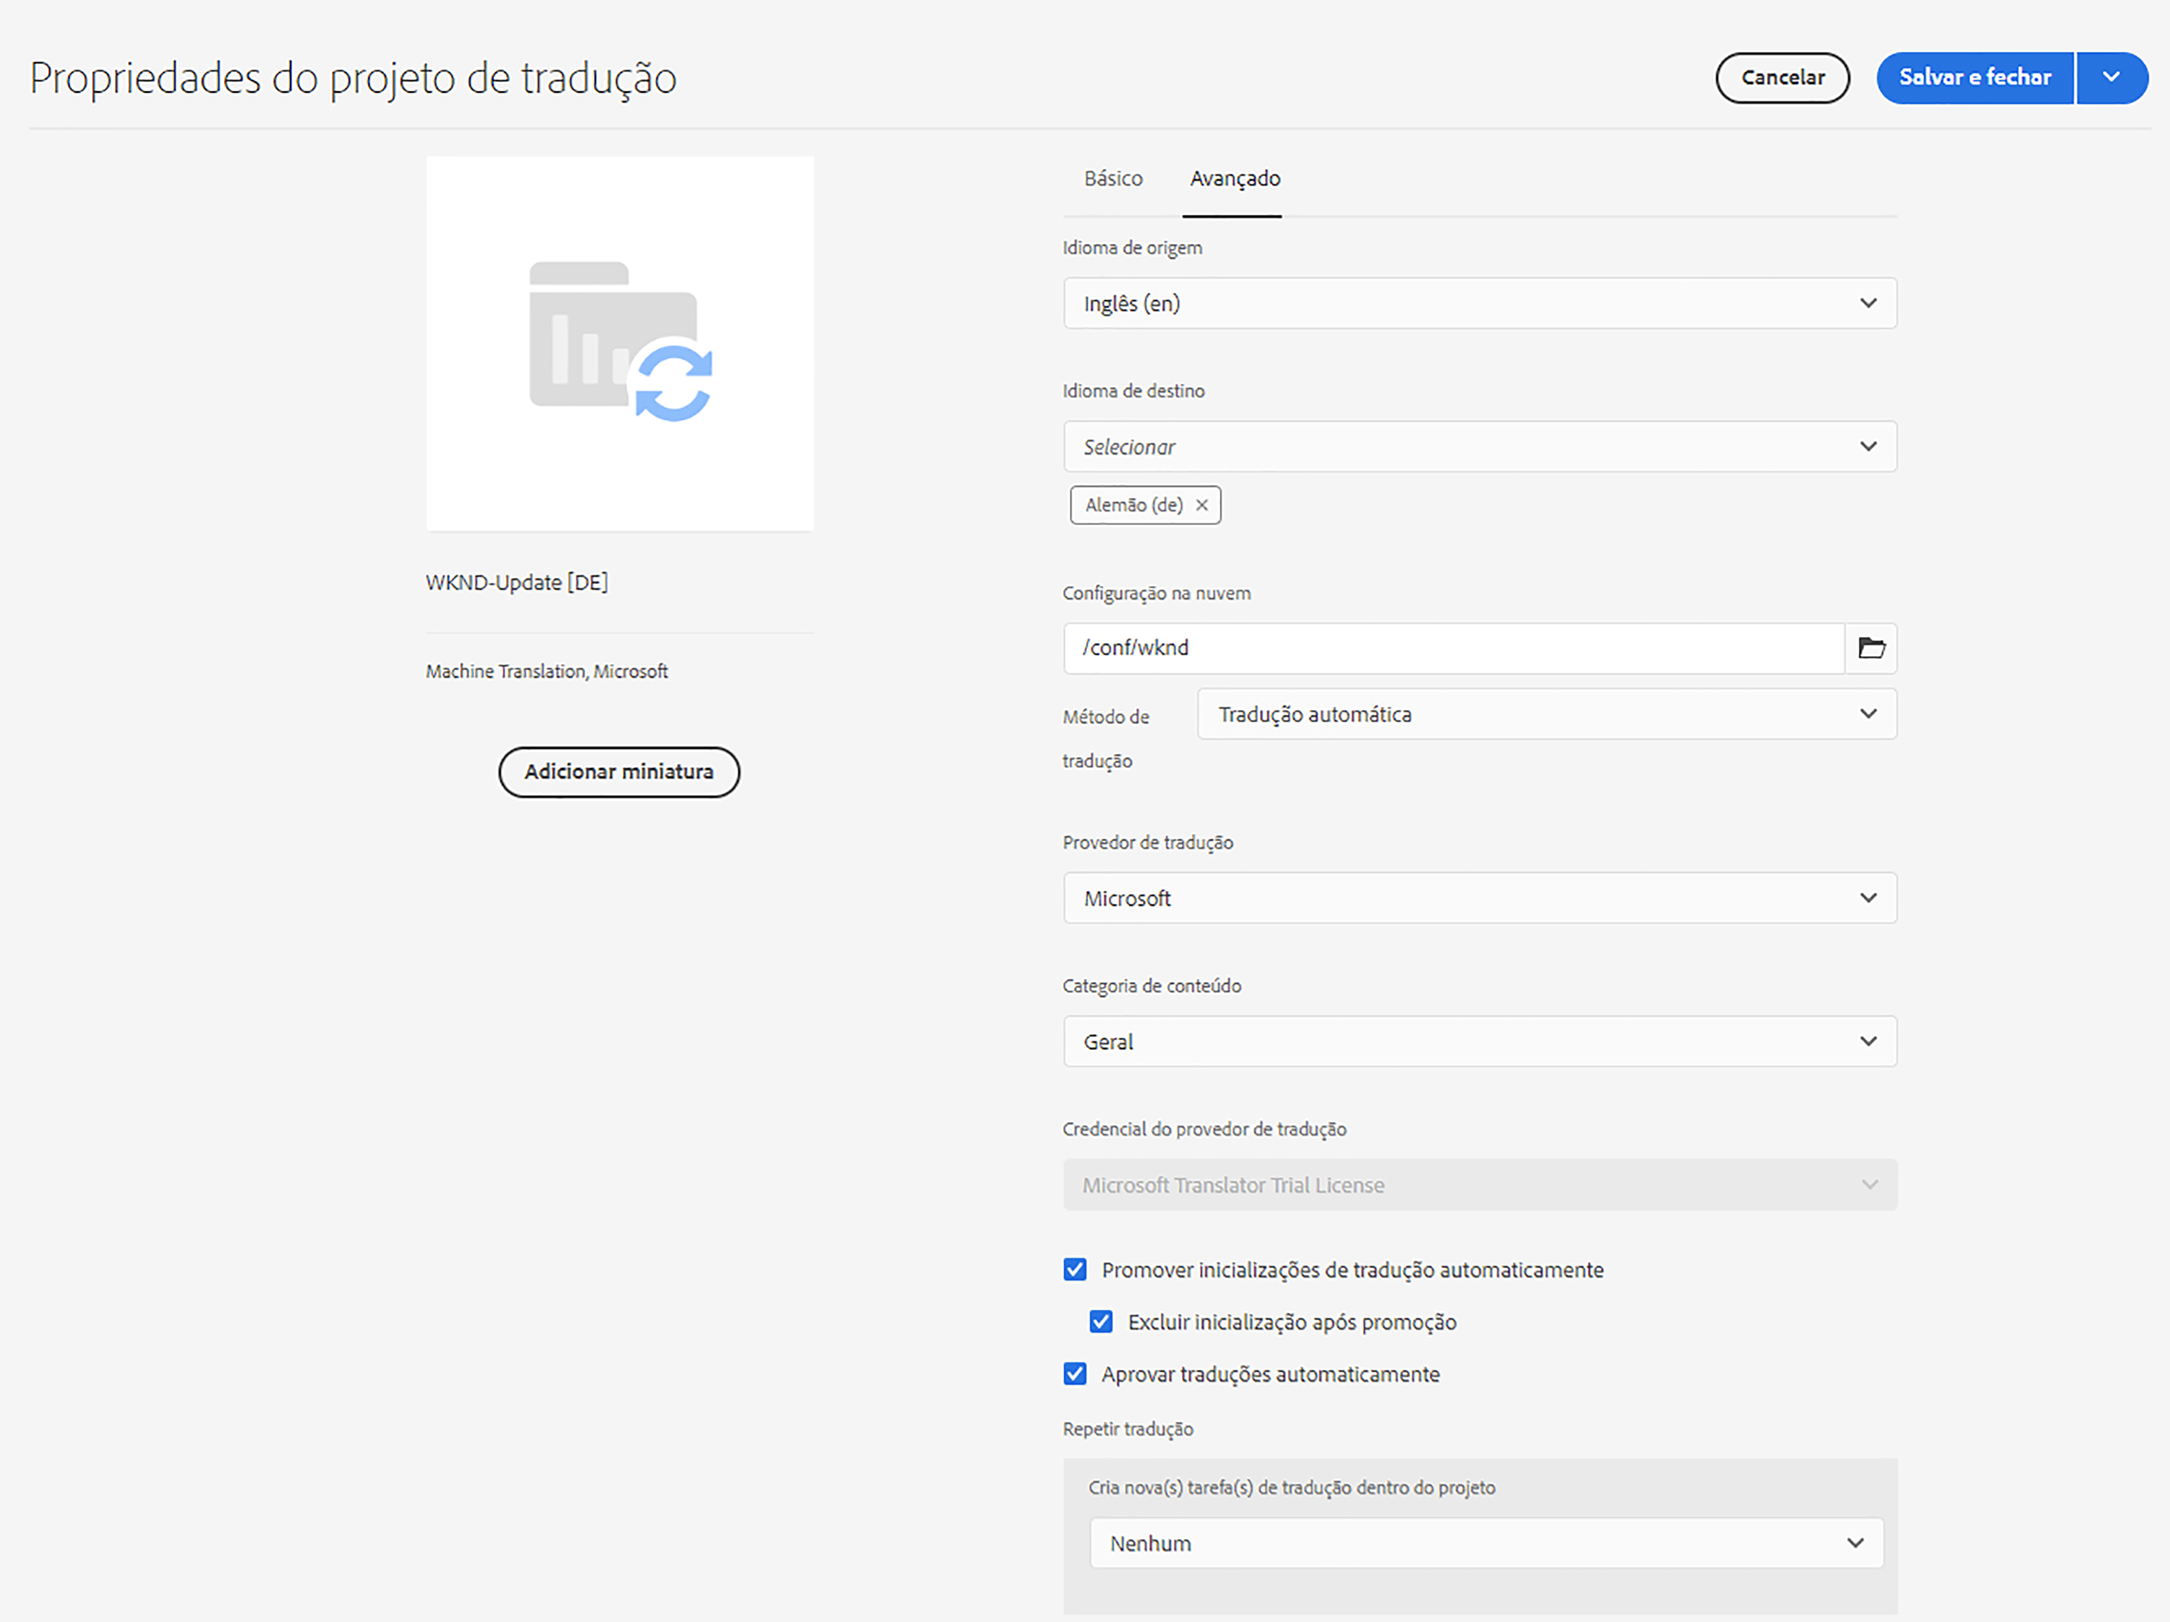 Propriedades do projeto de tradução
Cancelar
Salvar e fechar
WKND-Update [DE]
Machine Translation, Microsoft
Adicionar miniatura
Básico
Avançado
Idioma de origem
Inglês (en)
Idioma de destino
Selecionar
Alemão (de)
Configuração na nuvem
/conf/wknd
Método de
tradução
Tradução automática
Provedor de tradução
Microsoft
Categoria de conteúdo
Geral
Credencial do provedor de tradução
Microsoft Translator Trial License
Promover inicializações de tradução automaticamente
Excluir inicialização após promoção
Aprovar traduções automaticamente
Repetir tradução
Cria nova(s) tarefa(s) de tradução dentro do projeto
Nenhum